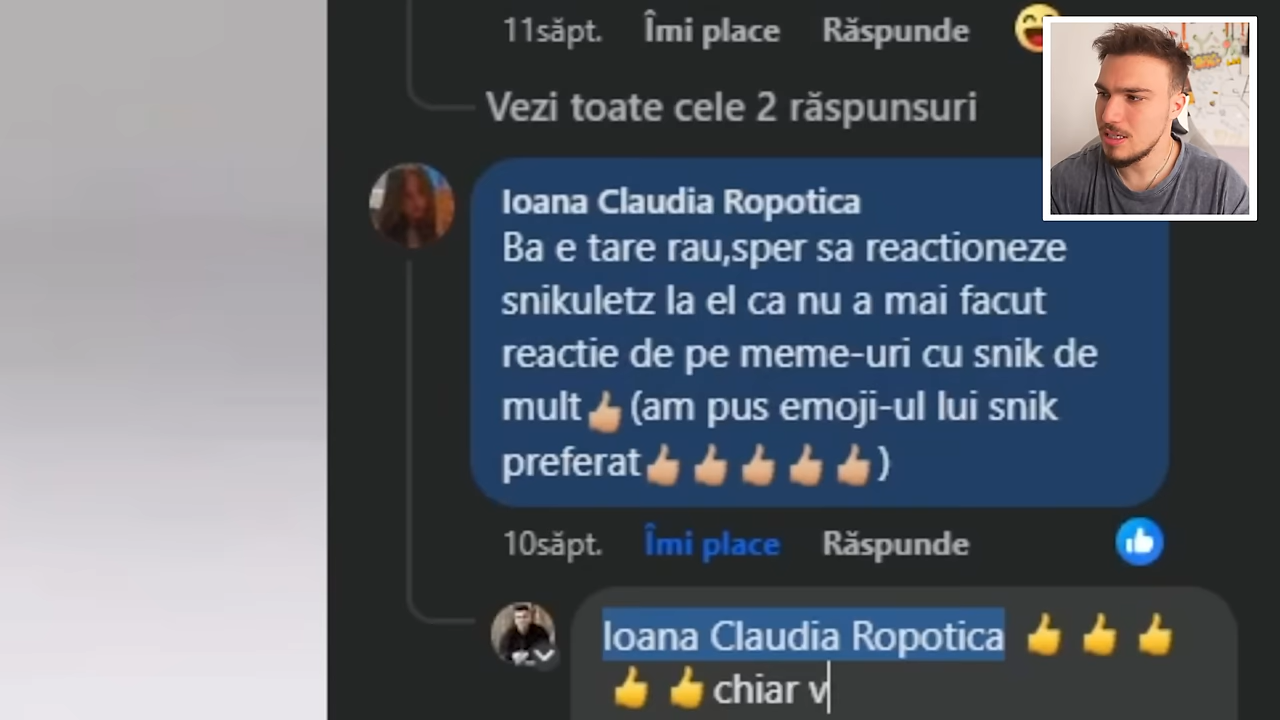 11săpt. Îmi place Răspunde
Vezi toate cele 2 răspunsuri
Ioana Claudia Ropotica
Ba e tare rau,sper sa reactioneze
snikuletz la el ca nu a mai facut
reactie de pe meme-uri cu snik de
mult👍🏼(am pus emoji-ul lui snik
preferat👍🏼👍🏼👍🏼👍🏼👍🏼)
10săpt. Îmi place Răspunde
Ioana Claudia Ropotica 👍👍👍
👍👍chiar v